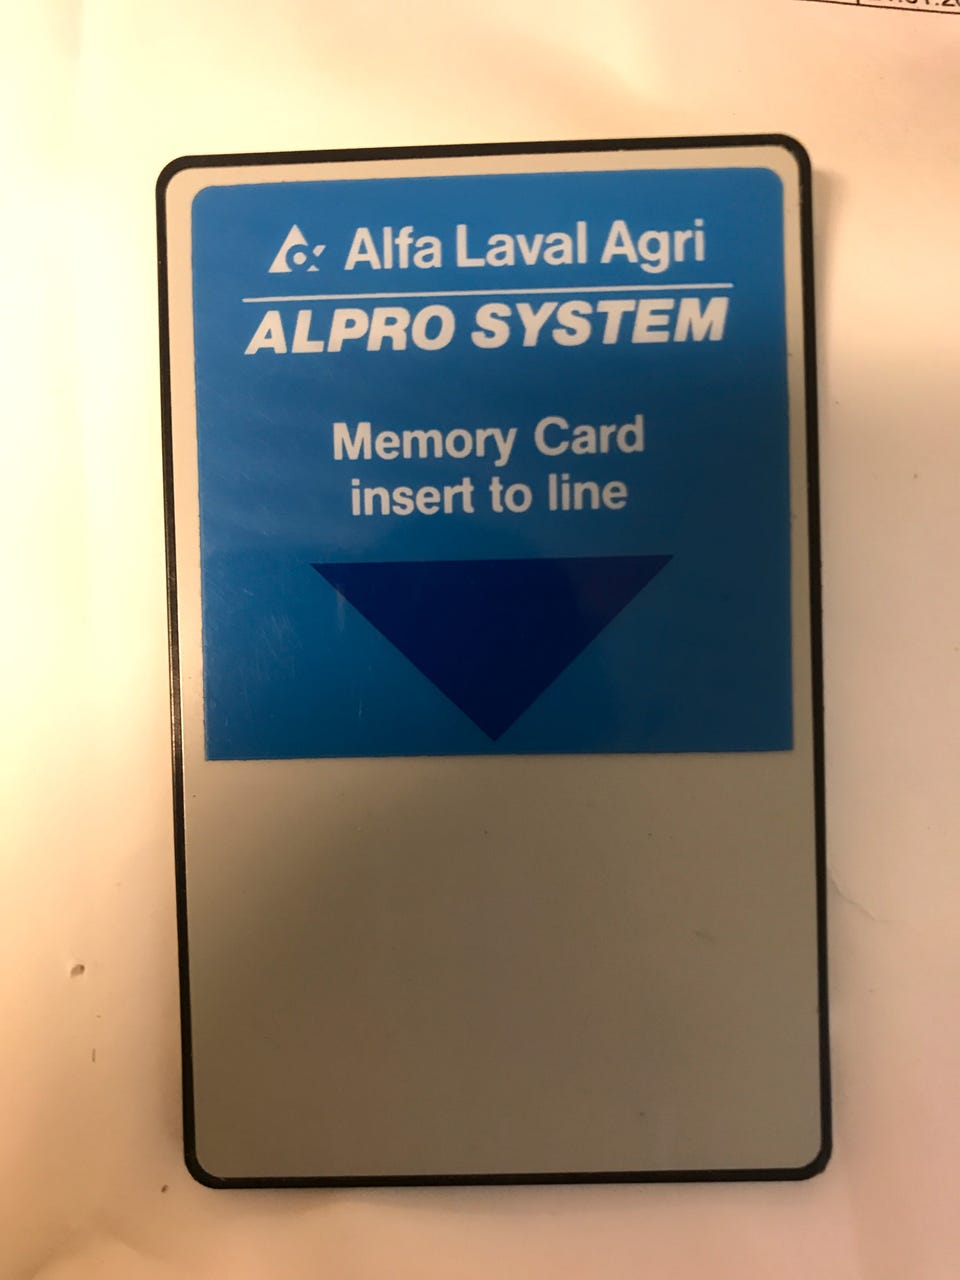 Alfa Laval Agri
ALPRO SYSTEM
Memory Card
insert to line